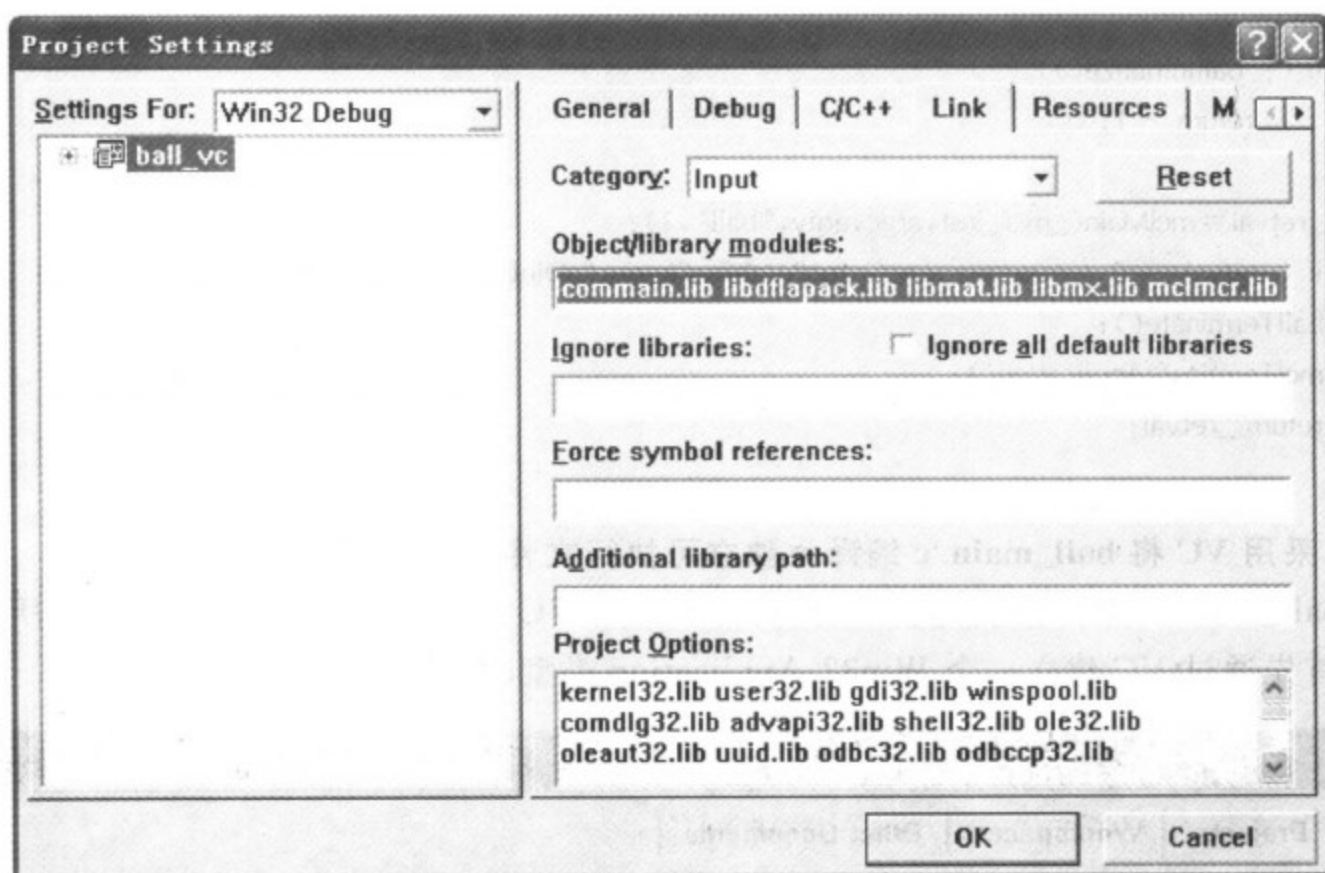 Project Settings
Settings For: Win32 Debug
ball_vc
General Debug C/C++ Link Resources M
Category: Input
Reset
Object/library modules:
commain.lib libdflapack.lib libmat.lib libmx.lib mclmcr.lib
Ignore libraries:
Ignore all default libraries
Force symbol references:
Additional library path:
Project Options:
kernel32.lib user32.lib gdi32.lib winspool.lib
comdlg32.lib advapi32.lib shell32.lib ole32.lib
oleaut32.lib uuid.lib odbc32.lib odbccp32.lib
OK
Cancel